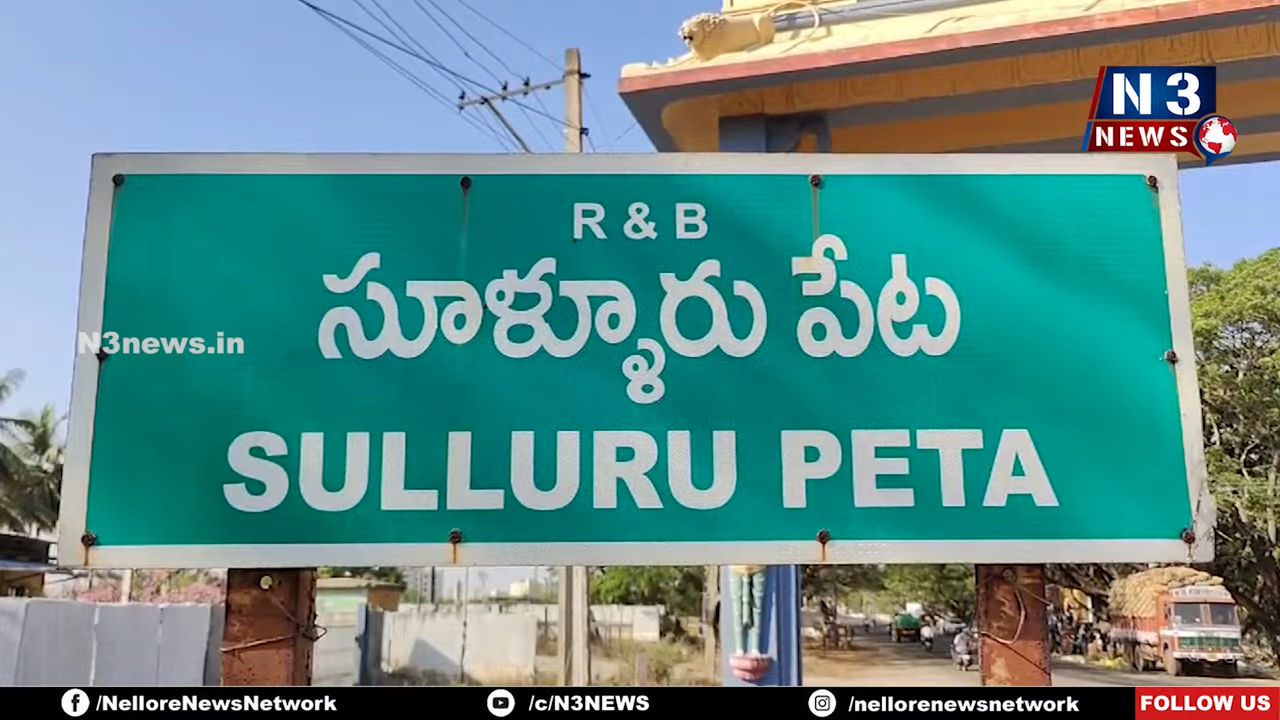 N3
NEWS
R & B
సూళ్ళూరు పేట
N3news.in
SULLURU PETA
/NelloreNewsNetwork
/c/N3NEWS
/nellorenewsnetwork
FOLLOW US